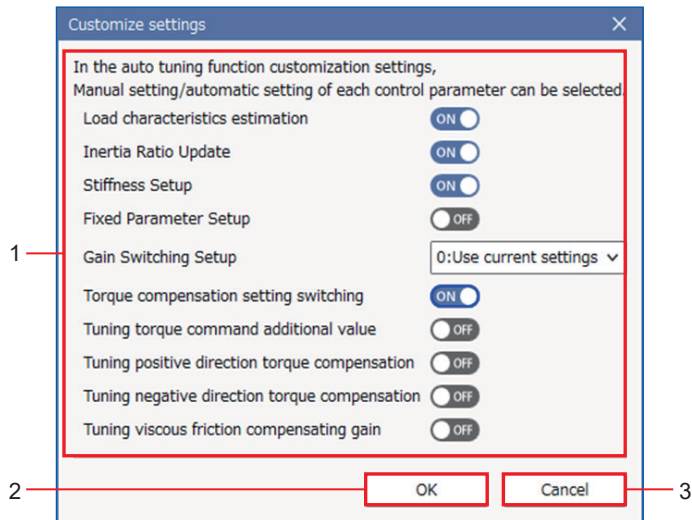 Customize settings
In the auto tuning function customization settings,
Manual setting/automatic setting of each control parameter can be selected.
Load characteristics estimation ON
Inertia Ratio Update ON
Stiffness Setup ON
Fixed Parameter Setup OFF
1
Gain Switching Setup 0:Use current settings
Torque compensation setting switching ON
Tuning torque command additional value OFF
Tuning positive direction torque compensation OFF
Tuning negative direction torque compensation OFF
Tuning viscous friction compensating gain OFF
2 OK Cancel 3